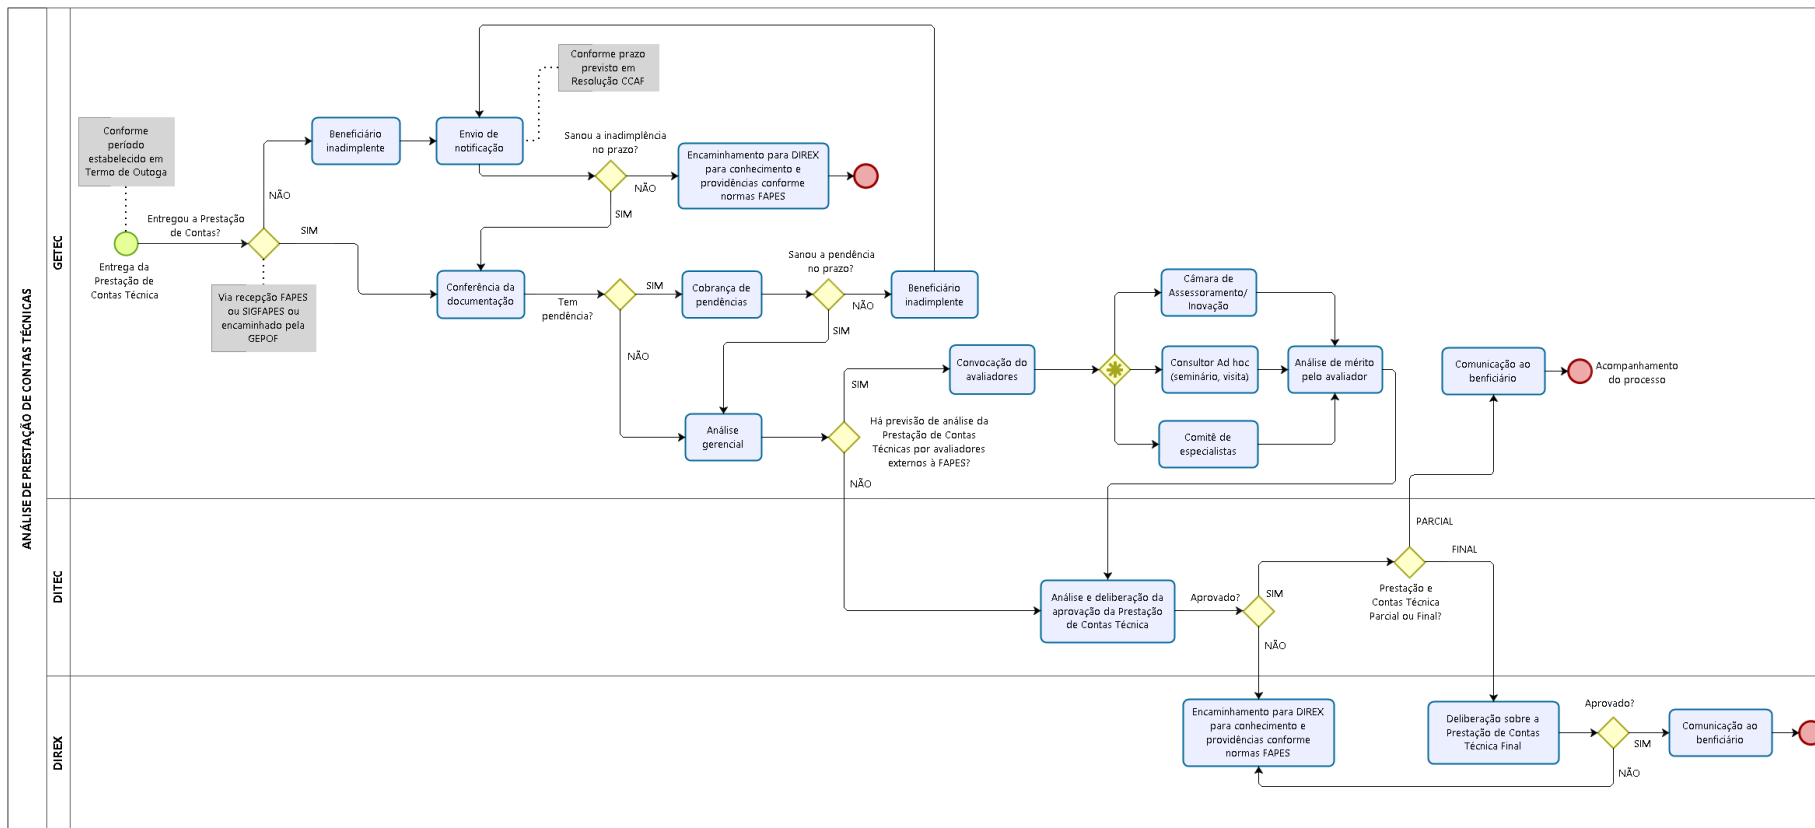 ANÁLISE DE PRESTAÇÃO DE CONTAS TÉCNICAS
GETEC
Conforme
período
estabelecido em
Termo de Outoga
Entrega da
Prestação de
Contas Técnica
Entregou a Prestação
de Contas?
NÃO
SIM
Via recepção FAPES
ou SIGFAPES ou
encaminhado pela
GEPOF
Beneficiário
inadimplente
Envio de
notificação
Conforme prazo
previsto em
Resolução CCAF
Sanou a inadimplência
no prazo?
NÃO
SIM
Encaminhamento para DIREX
para conhecimento e
providências conforme
normas FAPES
Conferência da
documentação
Tem
pendência?
SIM
NÃO
Cobrança de
pendências
Sanou a pendência
no prazo?
NÃO
SIM
Beneficiário
inadimplente
Análise
gerencial
SIM
Há previsão de análise da
Prestação de Contas
Técnicas por avaliadores
externos à FAPES?
NÃO
Convocação do
avaliadores
Câmara de
Assessoramento/
Inovação
Consultor Ad hoc
(seminário, visita)
Comitê de
especialistas
Análise de mérito
pelo avaliador
Comunicação ao
benficiário
Acompanhamento
do processo
DITEC
Análise e deliberação da
aprovação da Prestação
de Contas Técnica
Aprovado?
SIM
NÃO
PARCIAL
FINAL
Prestação e
Contas Técnica
Parcial ou Final?
DIREX
Encaminhamento para DIREX
para conhecimento e
providências conforme
normas FAPES
Deliberação sobre a
Prestação de Contas
Técnica Final
Aprovado?
SIM
NÃO
Comunicação ao
benficiário